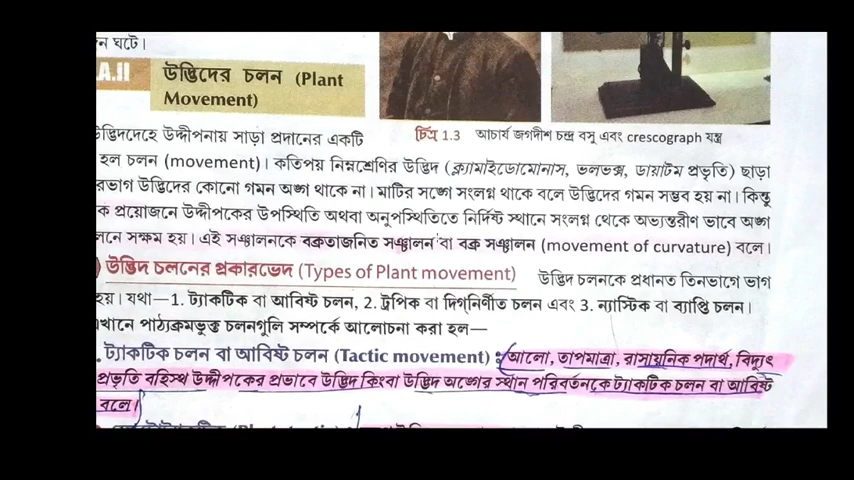 ন ঘটে।
A.II উদ্ভিদের চলন (Plant
Movement)
চিত্র 1.3 আচার্য জগদীশ চন্দ্র বসু এবং crescograph যন্ত্র
উদ্ভিদদেহে উদ্দীপনায় সাড়া প্রদানের একটি
হল চলন (movement)। কতিপয় নিম্নশ্রেণির উদ্ভিদ (ক্ল্যামাইডোমোনাস, ভলভক্স, ডায়াটম প্রভৃতি) ছাড়া
রভাগ উদ্ভিদের কোনো গমন অঙ্গ থাকে না। মাটির সঙ্গে সংলগ্ন থাকে বলে উদ্ভিদের গমন সম্ভব হয় না। কিন্তু
ক প্রয়োজনে উদ্দীপকের উপস্থিতি অথবা অনুপস্থিতিতে নির্দিষ্ট স্থানে সংলগ্ন থেকে অভ্যন্তরীণ ভাবে অঙ্গ
লনে সক্ষম হয়। এই সঞ্চালনকে বক্রতাজনিত সঞ্চালন বা বক্র সঞ্চালন (movement of curvature) বলে।
) উদ্ভিদ চলনের প্রকারভেদ (Types of Plant movement) উদ্ভিদ চলনকে প্রধানত তিনভাগে ভাগ
হয়। যথা—1. ট্যাকটিক বা আবিষ্ট চলন, 2. ট্রপিক বা দিগ্‌নির্ণীত চলন এবং 3. ন্যাস্টিক বা ব্যাপ্তি চলন।
এখানে পাঠ্যক্রমভুক্ত চলনগুলি সম্পর্কে আলোচনা করা হল—
. ট্যাকটিক চলন বা আবিষ্ট চলন (Tactic movement) : আলো, তাপমাত্রা, রাসায়নিক পদার্থ, বিদ্যুৎ
প্রভৃতি বহিস্থ উদ্দীপকের প্রভাবে উদ্ভিদ কিংবা উদ্ভিদ অঙ্গের স্থান পরিবর্তনকে ট্যাকটিক চলন বা আবিষ্ট
বলে।